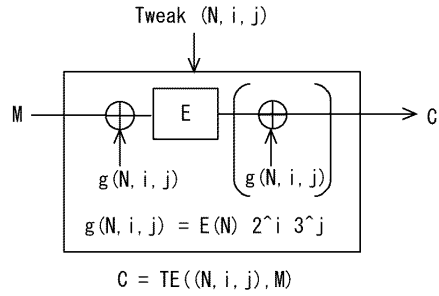 Tweak (N, i, j)
M
E
C
g(N, i, j)
g(N, i, j)
g(N, i, j) = E(N) 2^i 3^j
C = TE((N, i, j), M)